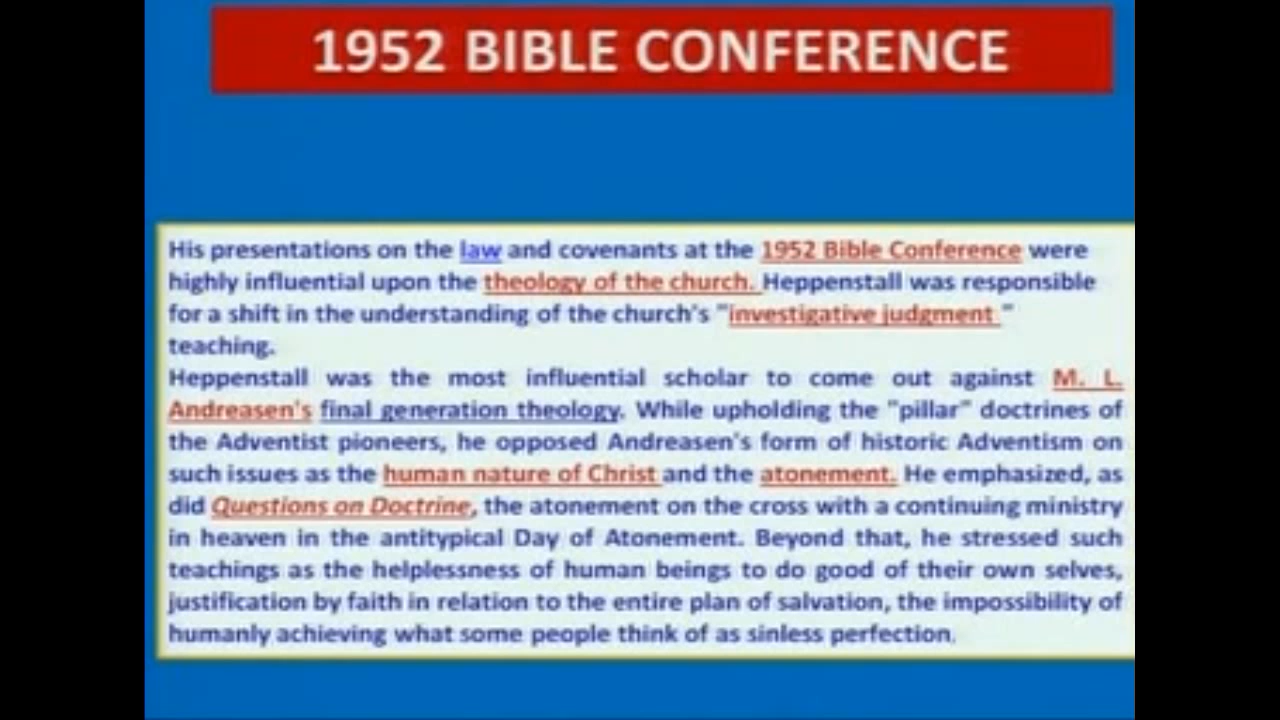 1952 BIBLE CONFERENCE
His presentations on the law and covenants at the 1952 Bible Conference were
highly influential upon the theology of the church. Heppenstall was responsible
for a shift in the understanding of the church's "investigative judgment "
teaching.
Heppenstall was the most influential scholar to come out against M. L.
Andreasen's final generation theology. While upholding the "pillar" doctrines of
the Adventist pioneers, he opposed Andreasen's form of historic Adventism on
such issues as the human nature of Christ and the atonement. He emphasized, as
did Questions on Doctrine, the atonement on the cross with a continuing ministry
in heaven in the antitypical Day of Atonement. Beyond that, he stressed such
teachings as the helplessness of human beings to do good of their own selves,
justification by faith in relation to the entire plan of salvation, the impossibility of
humanly achieving what some people think of as sinless perfection.